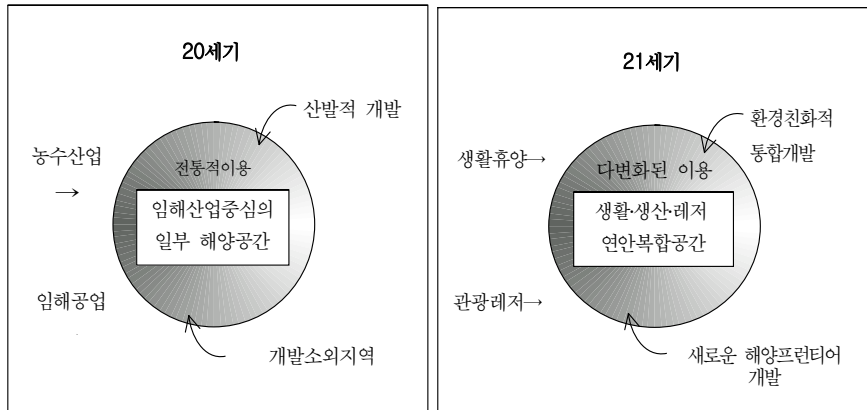 20세기
산발적 개발
농수산업
→
전통적이용
임해산업중심의
일부 해양공간
임해공업
개발소외지역
21세기
환경친화적
통합개발
생활휴양→
다변화된 이용
생활·생산·레저
연안복합공간
관광레저→
새로운 해양프런티어
개발